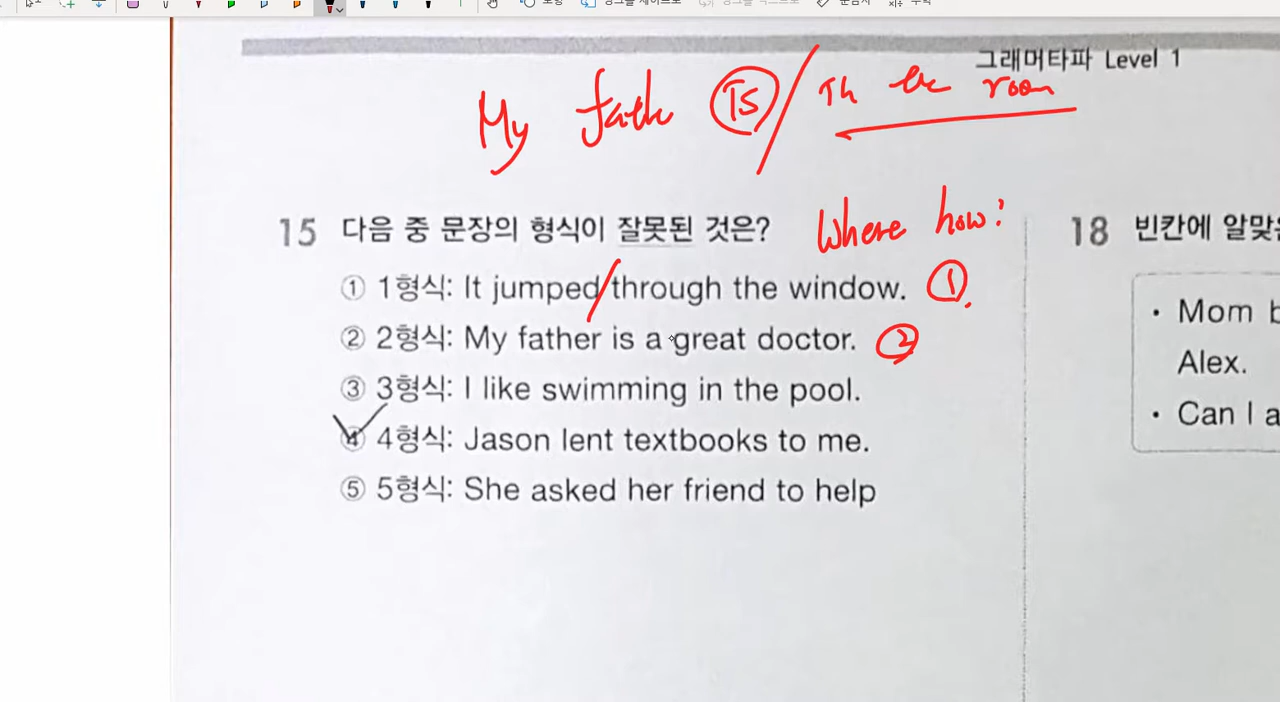 그래머타파 Level 1
My fath is / in the room
15 다음 중 문장의 형식이 잘못된 것은? Where how?
① 1형식: It jumped/through the window. ①
② 2형식: My father is a great doctor. ②
③ 3형식: I like swimming in the pool.
④ 4형식: Jason lent textbooks to me.
⑤ 5형식: She asked her friend to help
18 빈칸에
• Mom
Alex.
• Can I